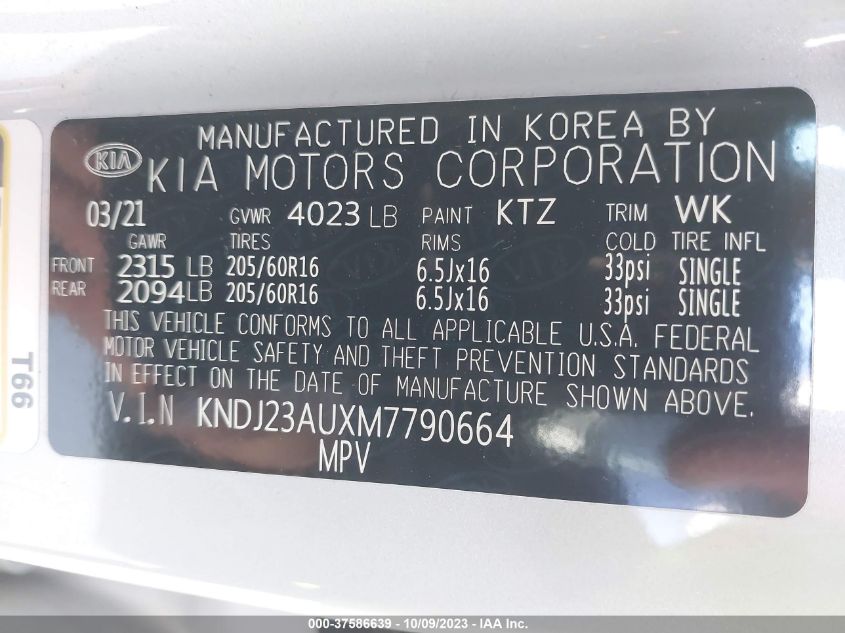 MANUFACTURED IN KOREA BY
KIA KIA MOTORS CORPORATION
03/21 GVWR 4023 LB PAINT KTZ TRIM WK
GAWR TIRES RIMS COLD TIRE INFL
FRONT 2315 LB 205/60R16 6.5Jx16 33psi SINGLE
REAR 2094 LB 205/60R16 6.5Jx16 33psi SINGLE
THIS VEHICLE CONFORMS TO ALL APPLICABLE U.S.A. FEDERAL
MOTOR VEHICLE SAFETY AND THEFT PREVENTION STANDARDS
IN EFFECT ON THE DATE OF MANUFACTURE SHOWN ABOVE.
V.I.N KNDJ23AUXM7790664
MPV
T66
000-37586639 - 10/09/2023 - IAA Inc.